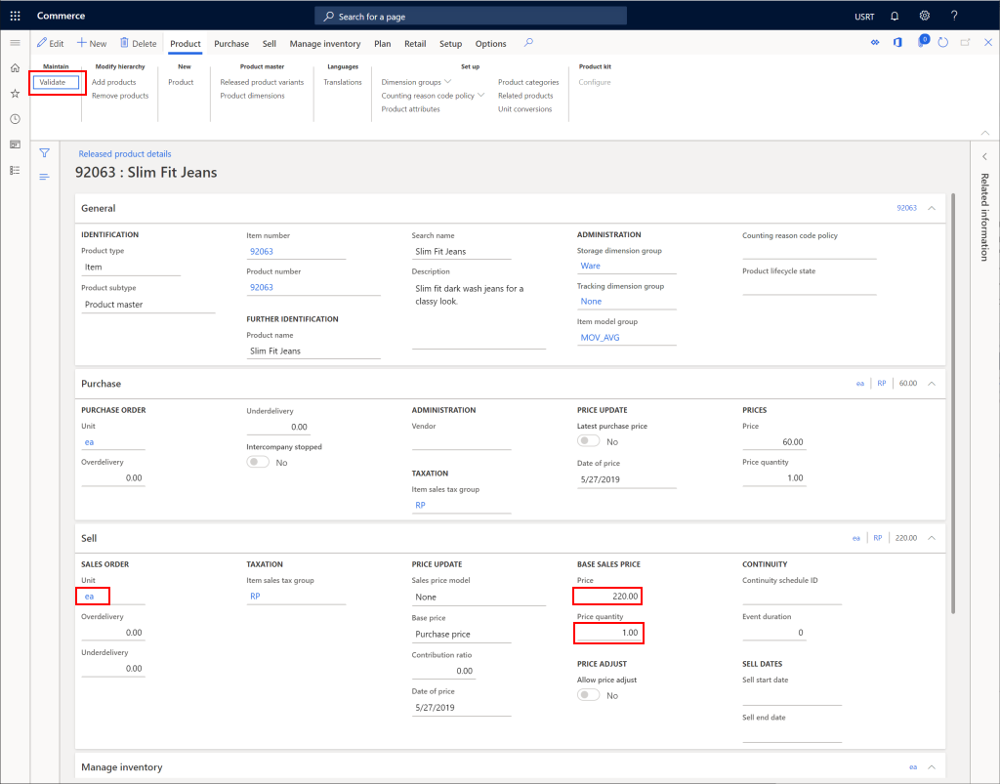 Commerce
Search for a page
USRT
?
Edit
New
Delete
Product
Purchase
Sell
Manage inventory
Plan
Retail
Setup
Options
0
Maintain
Validate
Modify hierarchy
Add products
Remove products
New
Product
Product master
Released product variants
Product dimensions
Languages
Translations
Set up
Dimension groups
Counting reason code policy
Product attributes
Product categories
Related products
Unit conversions
Product kit
Configure
Released product details
92063 : Slim Fit Jeans
Related information
General
92063
IDENTIFICATION
Product type
Item
Product subtype
Product master
Item number
92063
Product number
92063
FURTHER IDENTIFICATION
Product name
Slim Fit Jeans
Search name
Slim Fit Jeans
Description
Slim fit dark wash jeans for a
classy look.
ADMINISTRATION
Storage dimension group
Ware
Tracking dimension group
None
Item model group
MOV_AVG
Counting reason code policy
Product lifecycle state
Purchase
ea
RP
60.00
PURCHASE ORDER
Unit
ea
Overdelivery
0.00
Underdelivery
0.00
Intercompany stopped
No
ADMINISTRATION
Vendor
TAXATION
Item sales tax group
RP
PRICE UPDATE
Latest purchase price
No
Date of price
5/27/2019
PRICES
Price
60.00
Price quantity
1.00
Sell
ea
RP
220.00
SALES ORDER
Unit
ea
Overdelivery
0.00
Underdelivery
0.00
TAXATION
Item sales tax group
RP
PRICE UPDATE
Sales price model
None
Base price
Purchase price
Contribution ratio
0.00
Date of price
5/27/2019
BASE SALES PRICE
Price
220.00
Price quantity
1.00
PRICE ADJUST
Allow price adjust
No
CONTINUITY
Continuity schedule ID
Event duration
0
SELL DATES
Sell start date
Sell end date
Manage inventory
ea